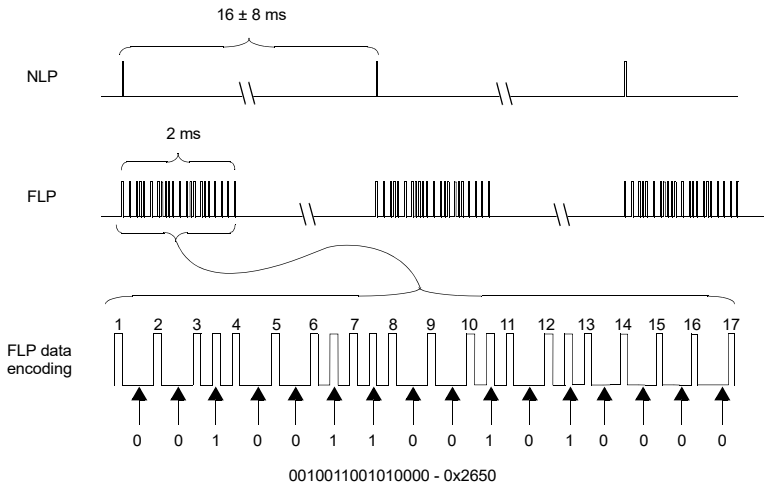 16 ± 8 ms
NLP
2 ms
FLP
1 2 3 4 5 6 7 8 9 10 11 12 13 14 15 16 17
FLP data
encoding
0 0 1 0 0 1 1 0 0 1 0 1 0 0 0 0
0010011001010000 - 0x2650